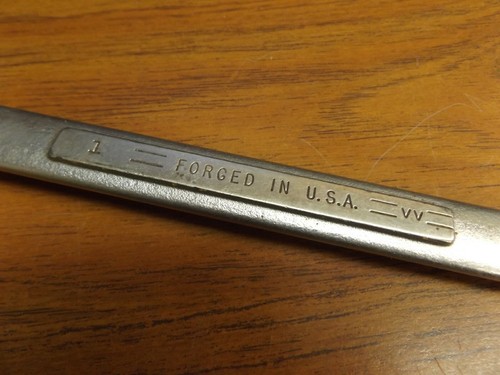 1 = FORGED IN U.S.A. = VV =